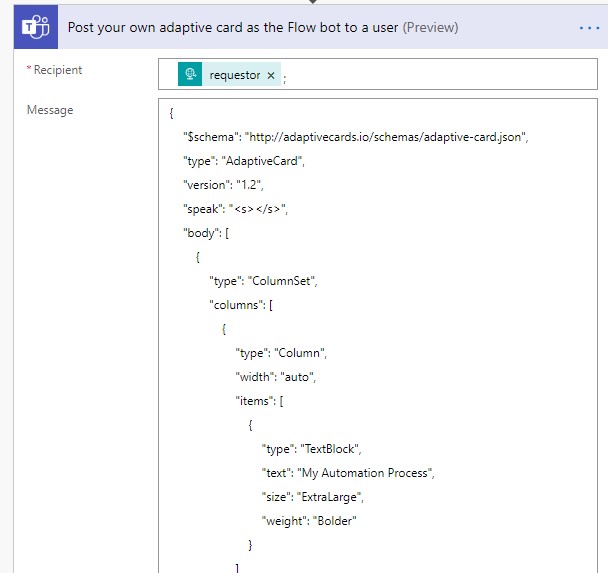 Post your own adaptive card as the Flow bot to a user (Preview)
* Recipient
requestor × ;
Message
{
"$schema": "http://adaptivecards.io/schemas/adaptive-card.json",
"type": "AdaptiveCard",
"version": "1.2",
"speak": "<s></s>",
"body": [
{
"type": "ColumnSet",
"columns": [
{
"type": "Column",
"width": "auto",
"items": [
{
"type": "TextBlock",
"text": "My Automation Process",
"size": "ExtraLarge",
"weight": "Bolder"
}
]